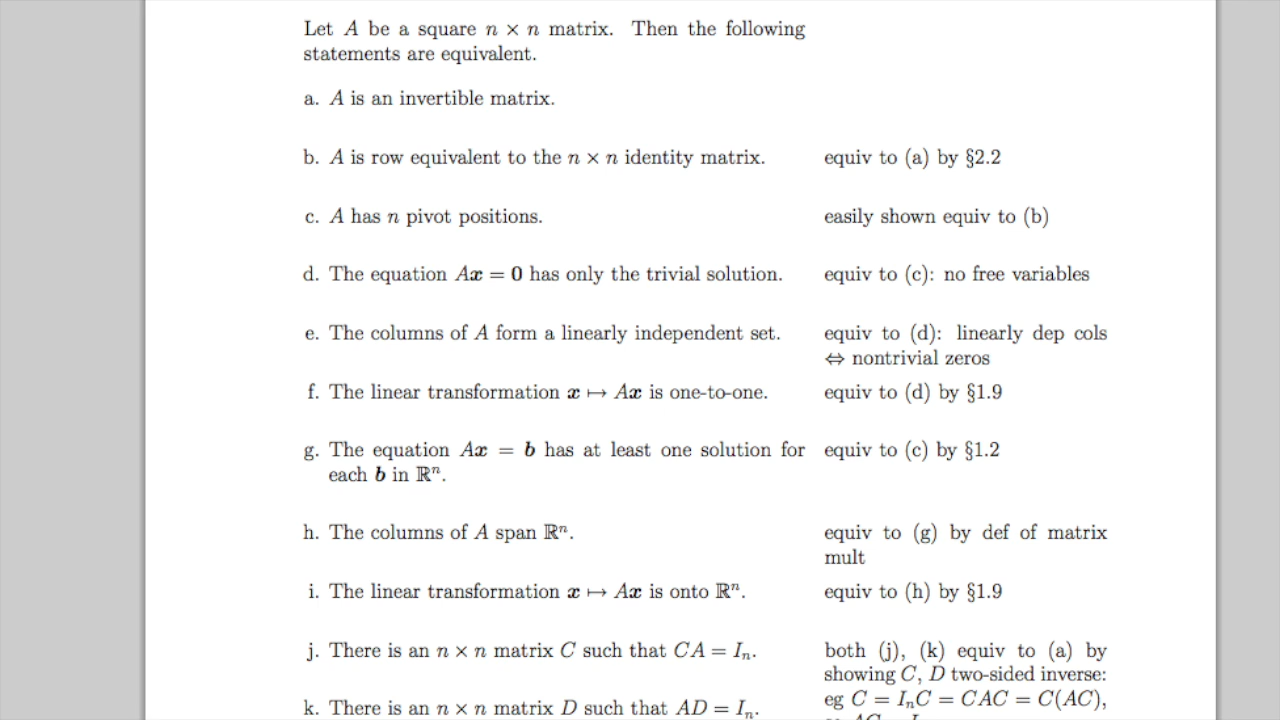 Let A be a square n × n matrix. Then the following
statements are equivalent.
a. A is an invertible matrix.
b. A is row equivalent to the n × n identity matrix. equiv to (a) by §2.2
c. A has n pivot positions. easily shown equiv to (b)
d. The equation Ax = 0 has only the trivial solution. equiv to (c): no free variables
e. The columns of A form a linearly independent set. equiv to (d): linearly dep cols
⇔ nontrivial zeros
f. The linear transformation x ↦ Ax is one-to-one. equiv to (d) by §1.9
g. The equation Ax = b has at least one solution for equiv to (c) by §1.2
each b in ℝⁿ.
h. The columns of A span ℝⁿ. equiv to (g) by def of matrix
mult
i. The linear transformation x ↦ Ax is onto ℝⁿ. equiv to (h) by §1.9
j. There is an n × n matrix C such that CA = Iₙ. both (j), (k) equiv to (a) by
showing C, D two-sided inverse:
eg C = IₙC = CAC = C(AC),
k. There is an n × n matrix D such that AD = Iₙ.